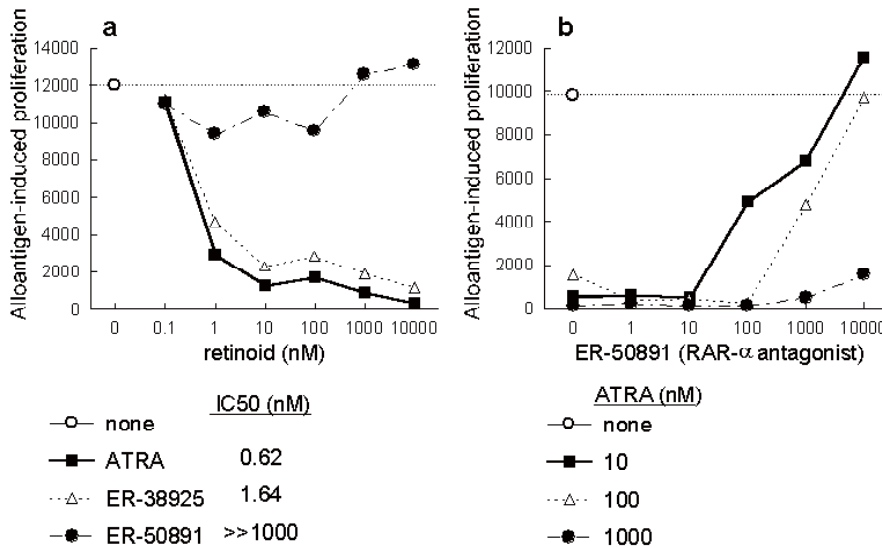 a
Alloantigen-induced proliferation
14000
12000
10000
8000
6000
4000
2000
0
0 0.1 1 10 100 1000 10000
retinoid (nM)
IC50 (nM)
none
ATRA 0.62
ER-38925 1.64
ER-50891 >>1000
b
Alloantigen-induced proliferation
12000
10000
8000
6000
4000
2000
0
0 1 10 100 1000 10000
ER-50891 (RAR-α antagonist)
ATRA (nM)
none
10
100
1000